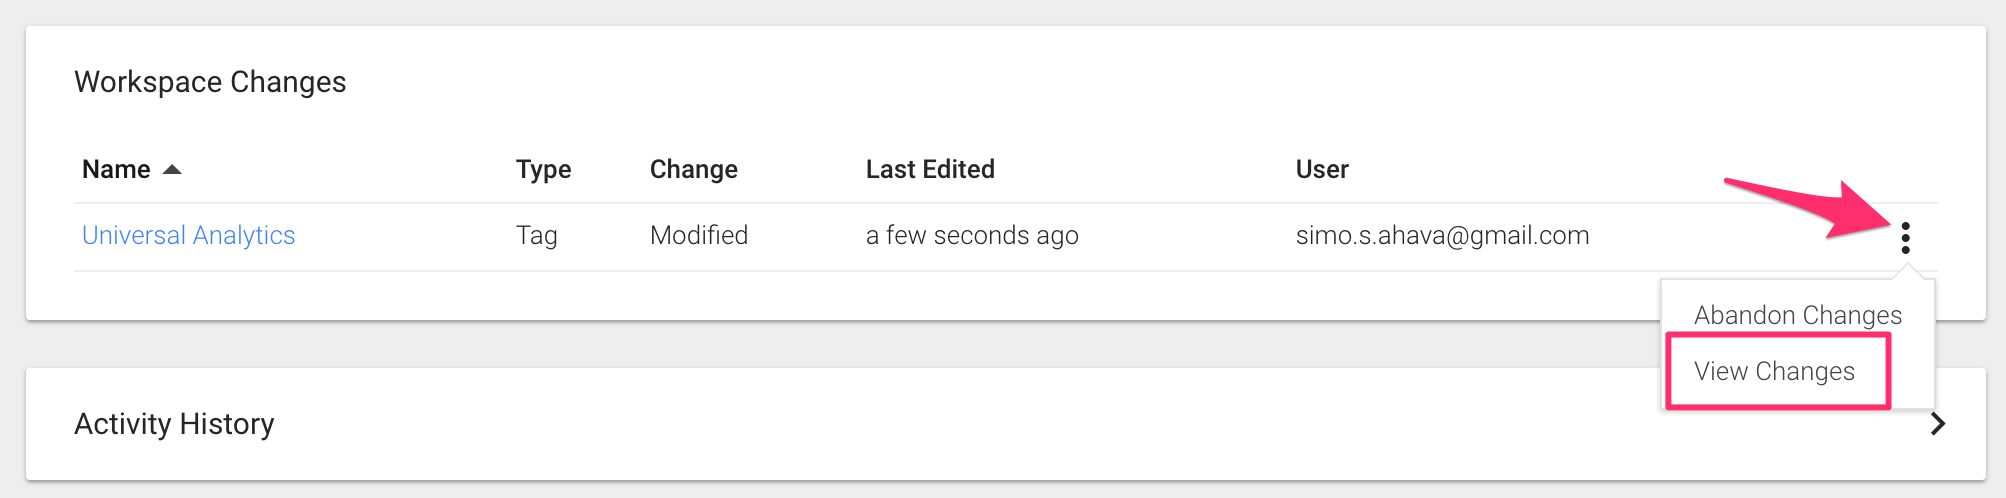 Workspace Changes
Name Type Change Last Edited User
Universal Analytics Tag Modified a few seconds ago simo.s.ahava@gmail.com
Abandon Changes
View Changes
Activity History